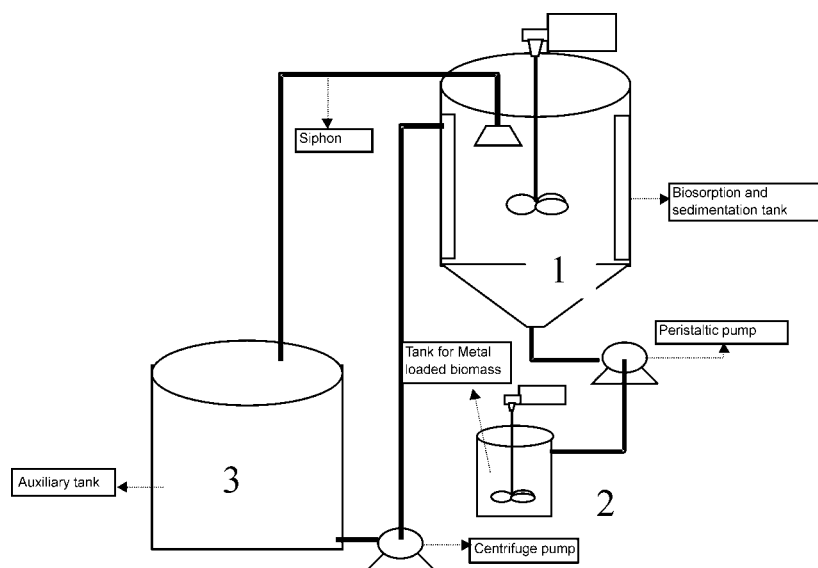 Siphon
Biosorption and
sedimentation tank
1
Peristaltic pump
Tank for Metal
loaded biomass
Auxiliary tank
3
2
Centrifuge pump